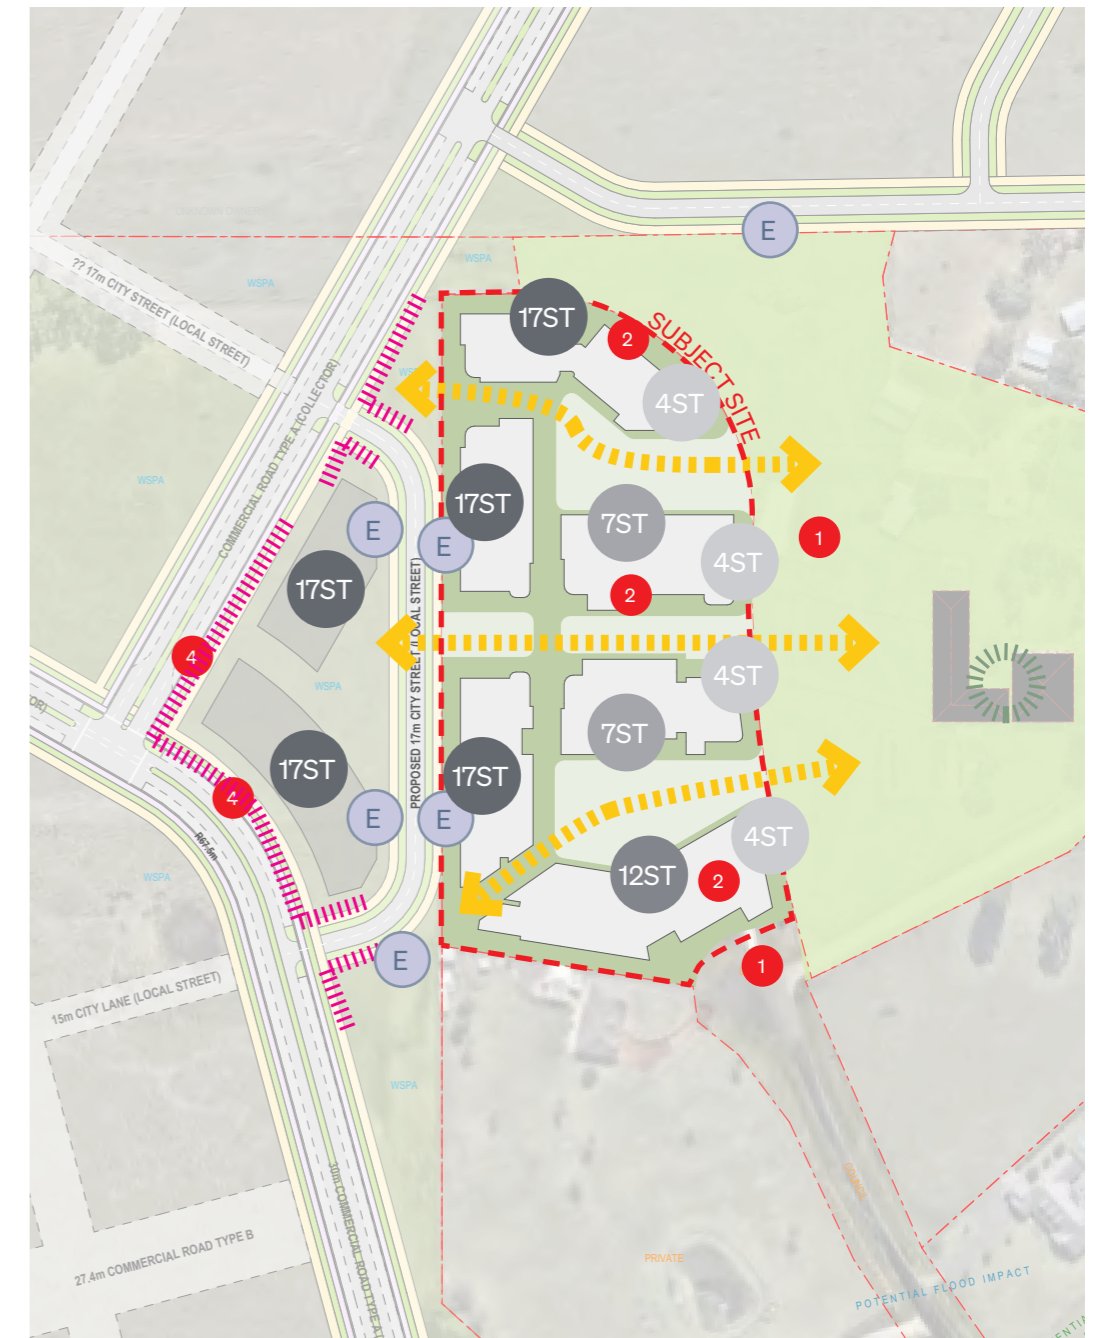 E
WSPA
?? 17m CITY STREET (LOCAL STREET)
WSPA
17ST
2
SUBJECT SITE
4ST
COMMERCIAL ROAD TYPE A (COLLECTOR)
WSPA
17ST
7ST
E
E
1
4ST
17ST
2
4
PROPOSED 17m CITY STREET (LOCAL STREET)
4ST
WSPA
7ST
17ST
17ST
4
E
E
R67.5m
4ST
12ST
2
WSPA
E
1
15m CITY LANE (LOCAL STREET)
WSPA
30m COMMERCIAL ROAD TYPE A
27.4m COMMERCIAL ROAD TYPE B
PRIVATE
POTENTIAL FLOOD IMPACT